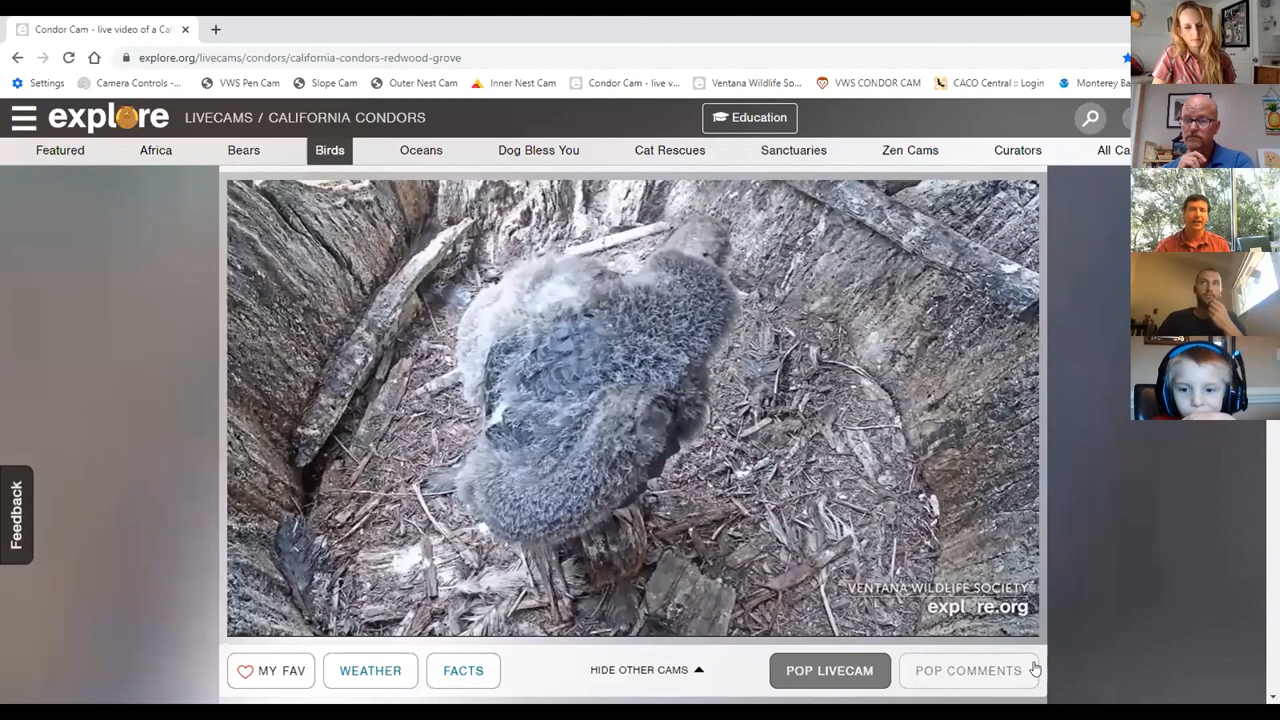 Condor Cam - live video of a Cal
explore.org/livecams/condors/california-condors-redwood-grove
Settings Camera Controls -... VWS Pen Cam Slope Cam Outer Nest Cam Inner Nest Cam Condor Cam - live v... Ventana Wildlife So... VWS CONDOR CAM CACO Central :: Login Monterey Ba
explore LIVECAMS / CALIFORNIA CONDORS Education
Featured Africa Bears Birds Oceans Dog Bless You Cat Rescues Sanctuaries Zen Cams Curators All Ca
VENTANA WILDLIFE SOCIETY
explore.org
Feedback
MY FAV WEATHER FACTS HIDE OTHER CAMS POP LIVECAM POP COMMENTS